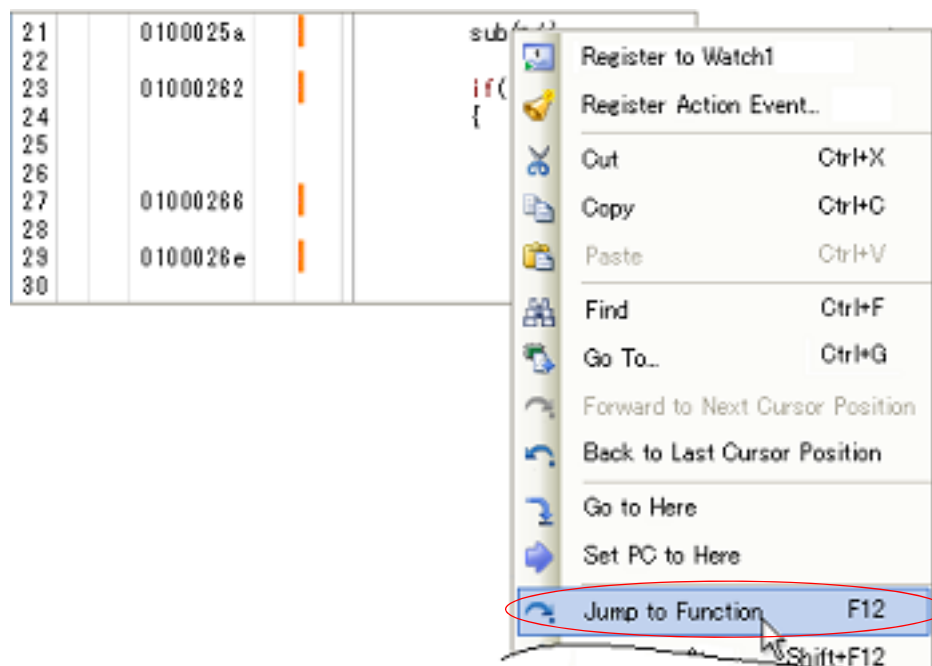 21 0100025a sub(
22
23 01000262 if(
24 {
25
26
27 01000266
28
29 0100026e
30
Register to Watch1
Register Action Event...
Cut Ctrl+X
Copy Ctrl+C
Paste Ctrl+V
Find Ctrl+F
Go To... Ctrl+G
Forward to Next Cursor Position
Back to Last Cursor Position
Go to Here
Set PC to Here
Jump to Function F12
Shift+F12